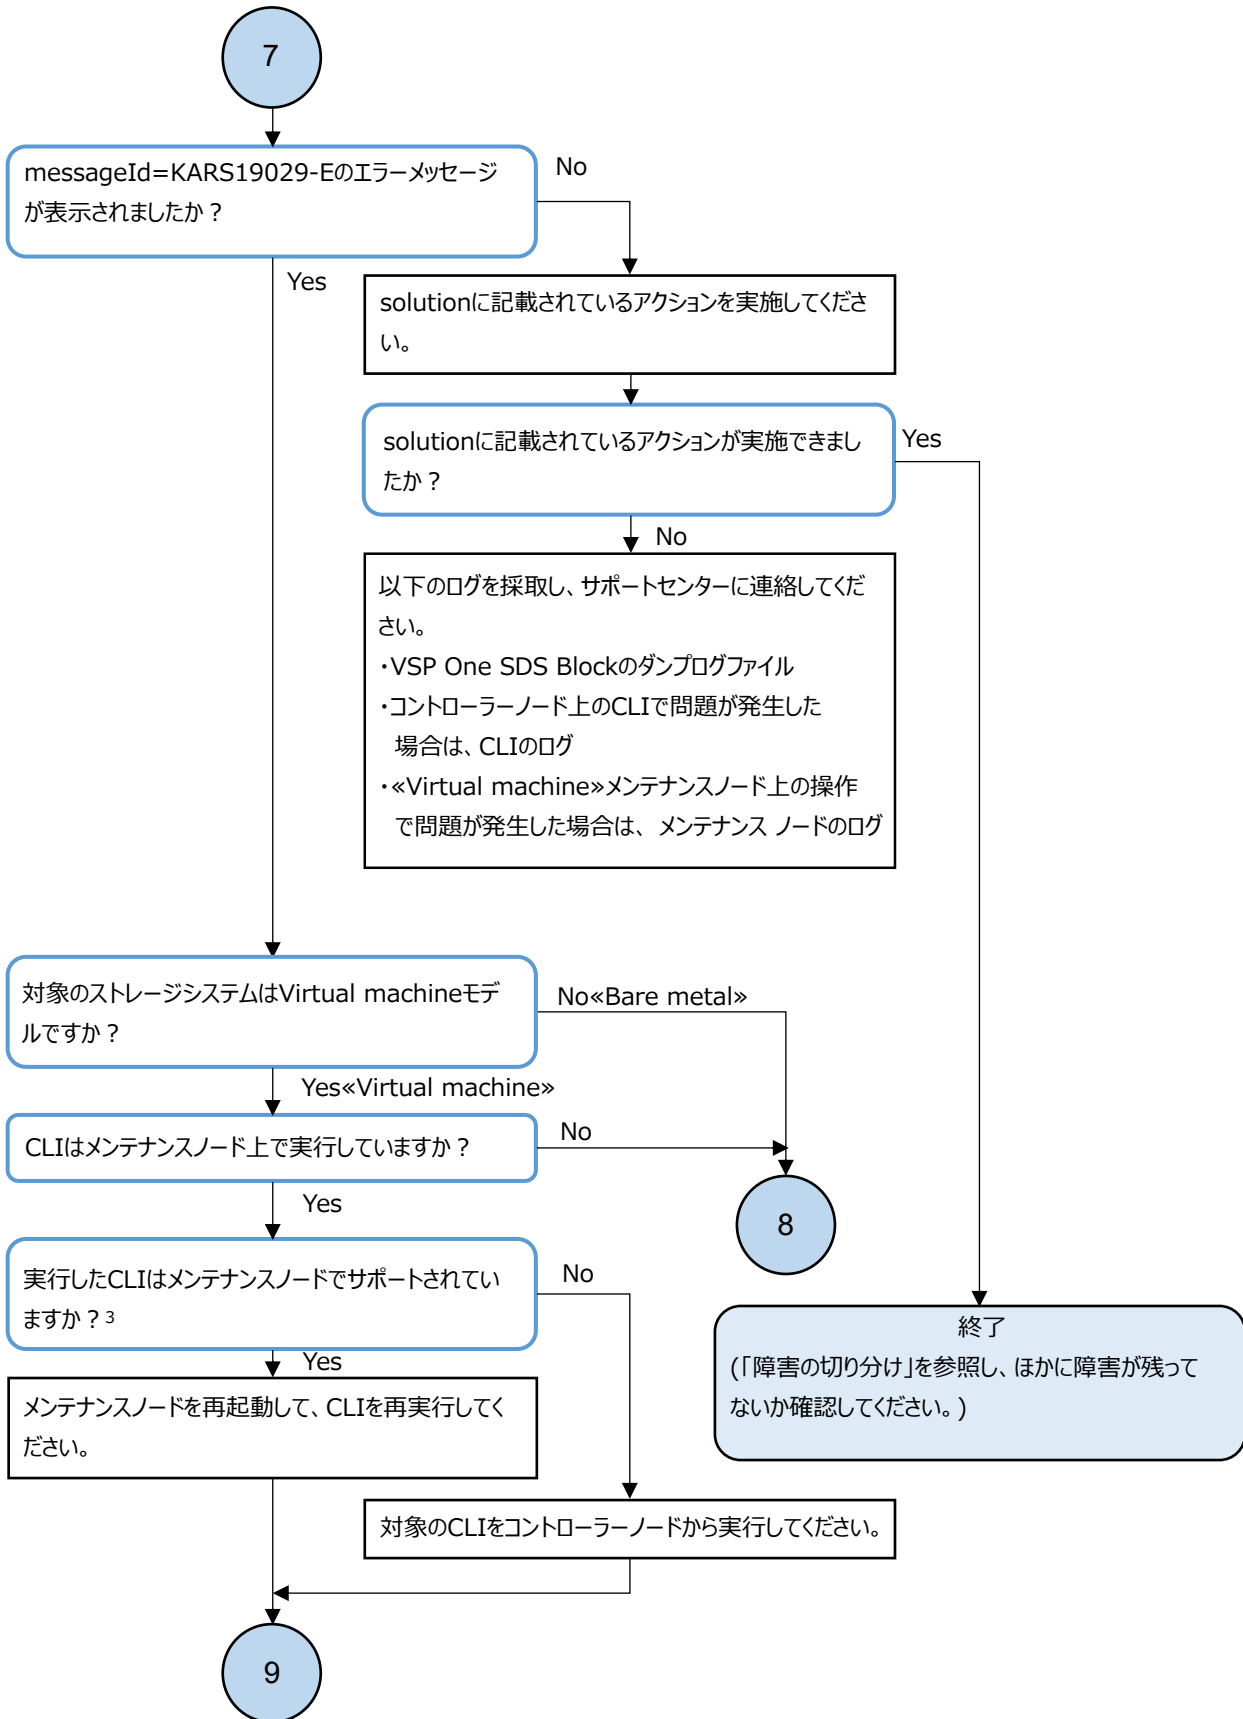 7
messageId=KARS19029-Eのエラーメッセージ
が表示されましたか？
No
Yes
solutionに記載されているアクションを実施してくださ
い。
solutionに記載されているアクションが実施できまし
たか？
Yes
No
以下のログを採取し、サポートセンターに連絡してくだ
さい。
・VSP One SDS Blockのダンプログファイル
・コントローラーノード上のCLIで問題が発生した
場合は、CLIのログ
・«Virtual machine»メンテナンスノード上の操作
で問題が発生した場合は、メンテナンス ノードのログ
対象のストレージシステムはVirtual machineモデ
ルですか？
No«Bare metal»
Yes«Virtual machine»
CLIはメンテナンスノード上で実行していますか？
No
Yes
8
実行したCLIはメンテナンスノードでサポートされてい
ますか？3
No
Yes
終了
(「障害の切り分け」を参照し、ほかに障害が残って
ないか確認してください。)
メンテナンスノードを再起動して、CLIを再実行してく
ださい。
対象のCLIをコントローラーノードから実行してください。
9